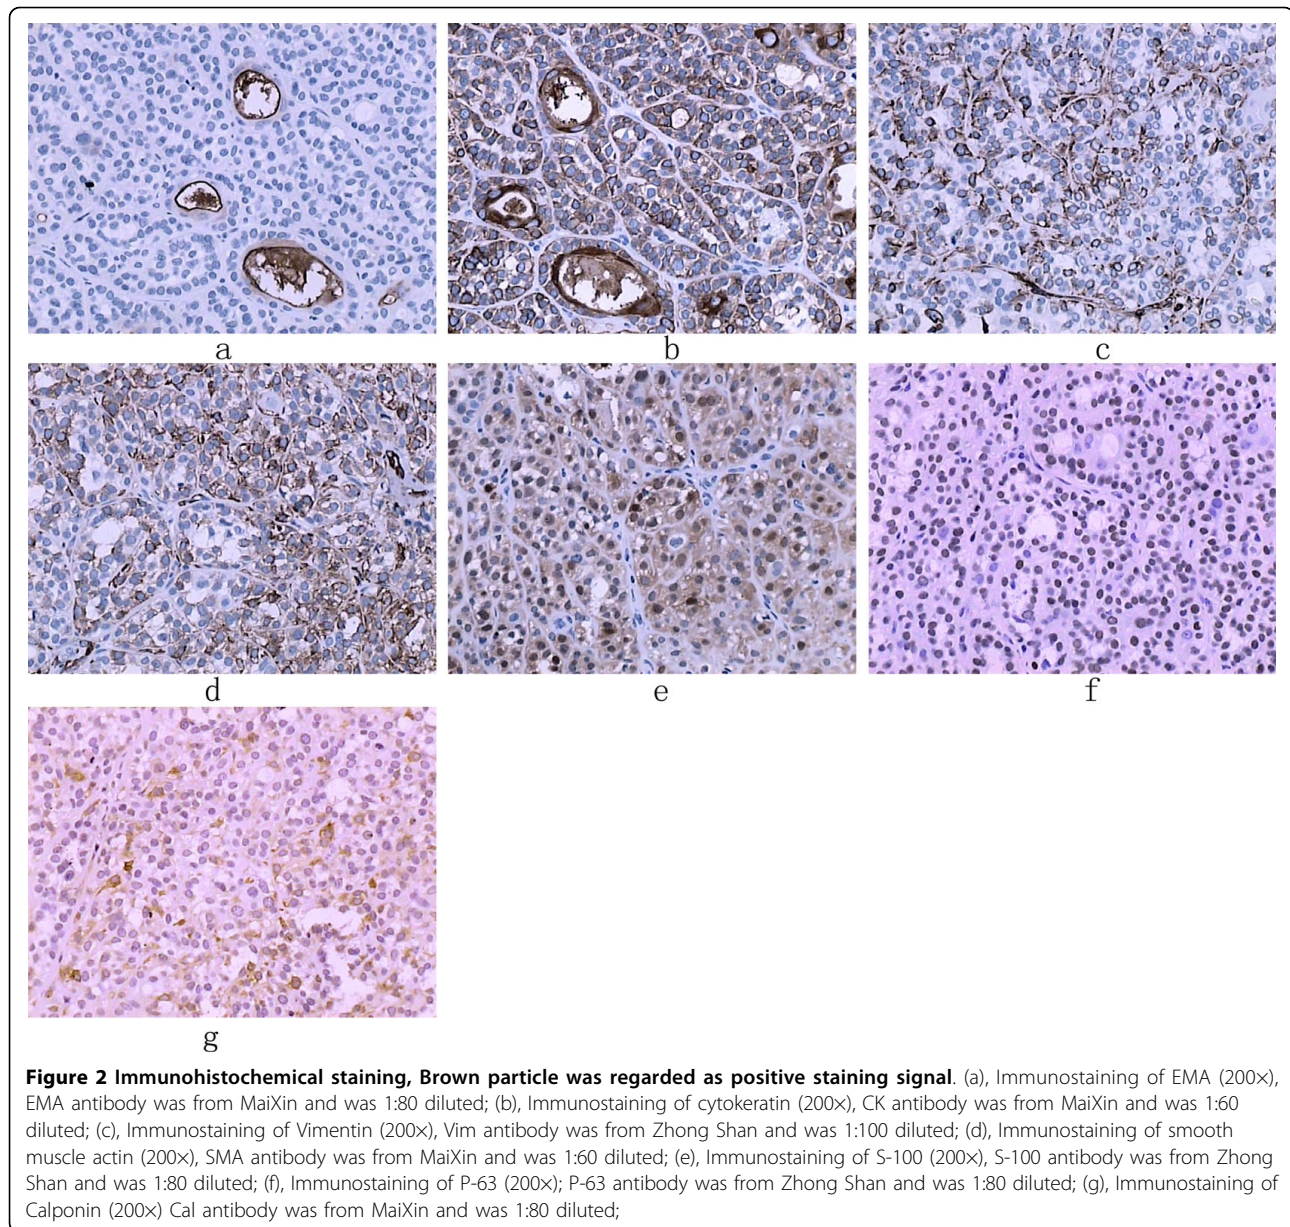 a
b
c
d
e
f
g
Figure 2 Immunohistochemical staining, Brown particle was regarded as positive staining signal. (a), Immunostaining of EMA (200×),
EMA antibody was from MaiXin and was 1:80 diluted; (b), Immunostaining of cytokeratin (200×), CK antibody was from MaiXin and was 1:60
diluted; (c), Immunostaining of Vimentin (200×), Vim antibody was from Zhong Shan and was 1:100 diluted; (d), Immunostaining of smooth
muscle actin (200×), SMA antibody was from MaiXin and was 1:60 diluted; (e), Immunostaining of S-100 (200×), S-100 antibody was from Zhong
Shan and was 1:80 diluted; (f), Immunostaining of P-63 (200×); P-63 antibody was from Zhong Shan and was 1:80 diluted; (g), Immunostaining of
Calponin (200×) Cal antibody was from MaiXin and was 1:80 diluted;